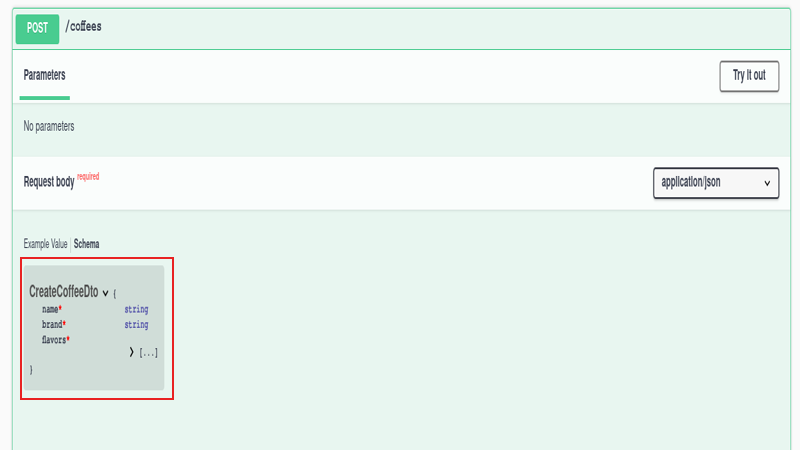 POST /coffees
Parameters
Try it out
No parameters
Request body required
application/json
Example Value | Schema
CreateCoffeeDto {
name* string
brand* string
flavors*
[...]
}